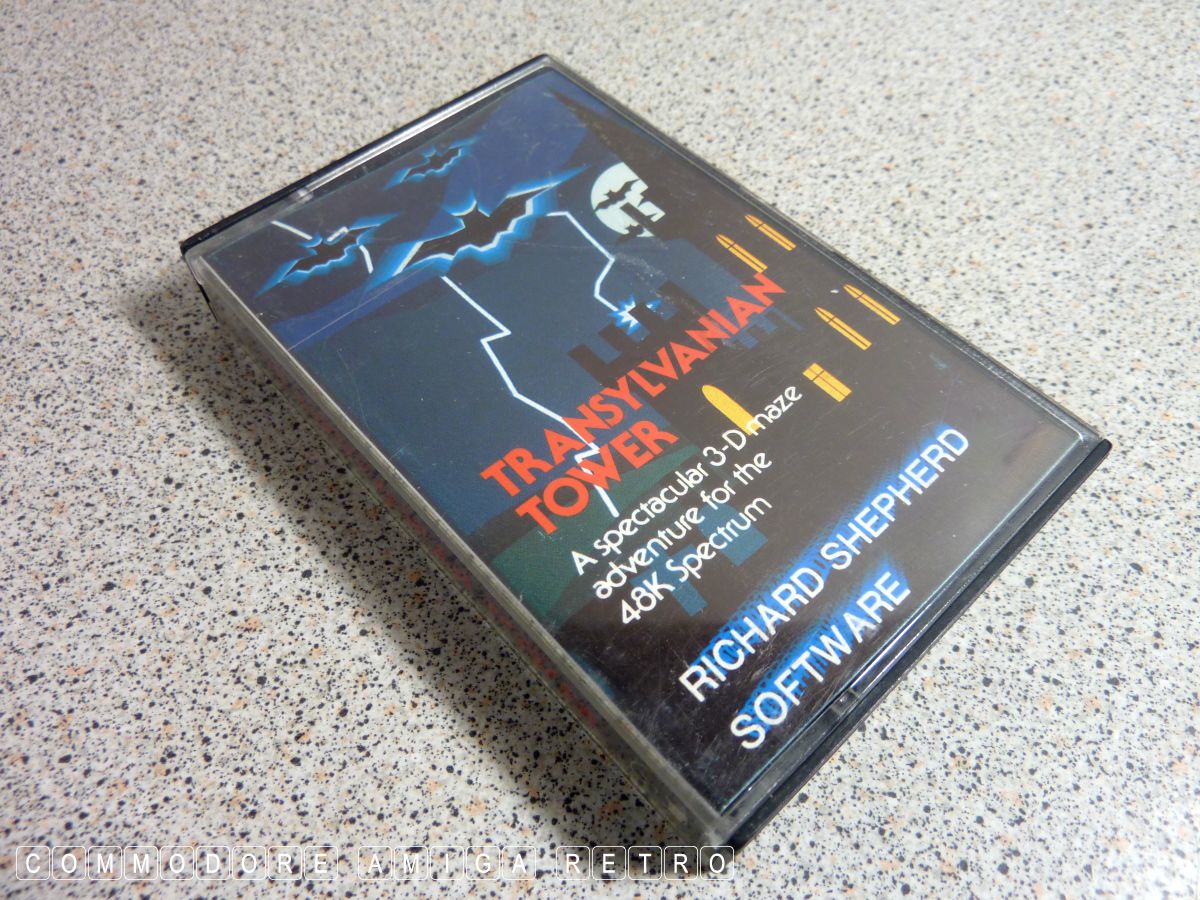 TRANSYLVANIAN
TOWER
A spectacular 3-D maze
adventure for the
48K Spectrum
RICHARD SHEPHERD
SOFTWARE
COMMODORE AMIGA RETRO